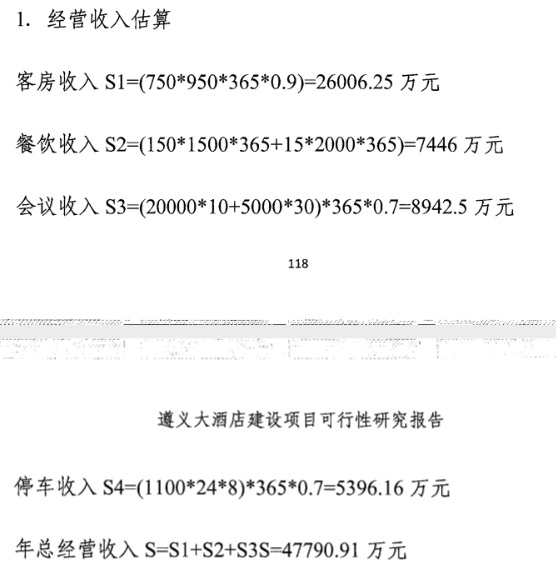 1. 经营收入估算
客房收入 S1=(750*950*365*0.9)=26006.25 万元
餐饮收入 S2=(150*1500*365+15*2000*365)=7446 万元
会议收入 S3=(20000*10+5000*30)*365*0.7=8942.5 万元
118
遵义大酒店建设项目可行性研究报告
停车收入 S4=(1100*24*8)*365*0.7=5396.16 万元
年总经营收入 S=S1+S2+S3S=47790.91 万元